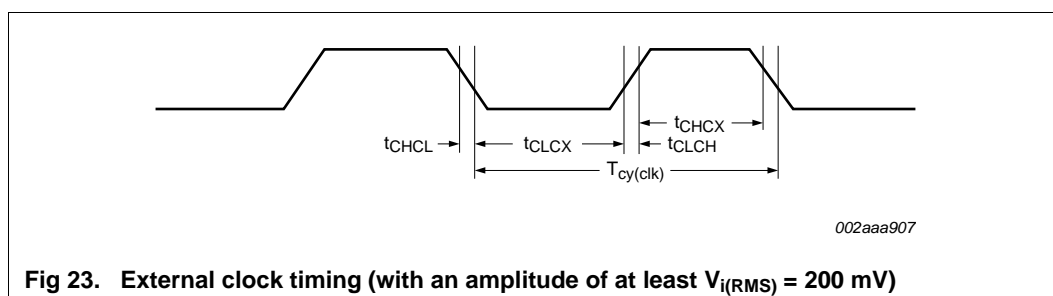 tCHCX
tCHCL
tCLCX
tCLCH
Tcy(clk)
002aaa907
Fig 23. External clock timing (with an amplitude of at least Vi(RMS) = 200 mV)